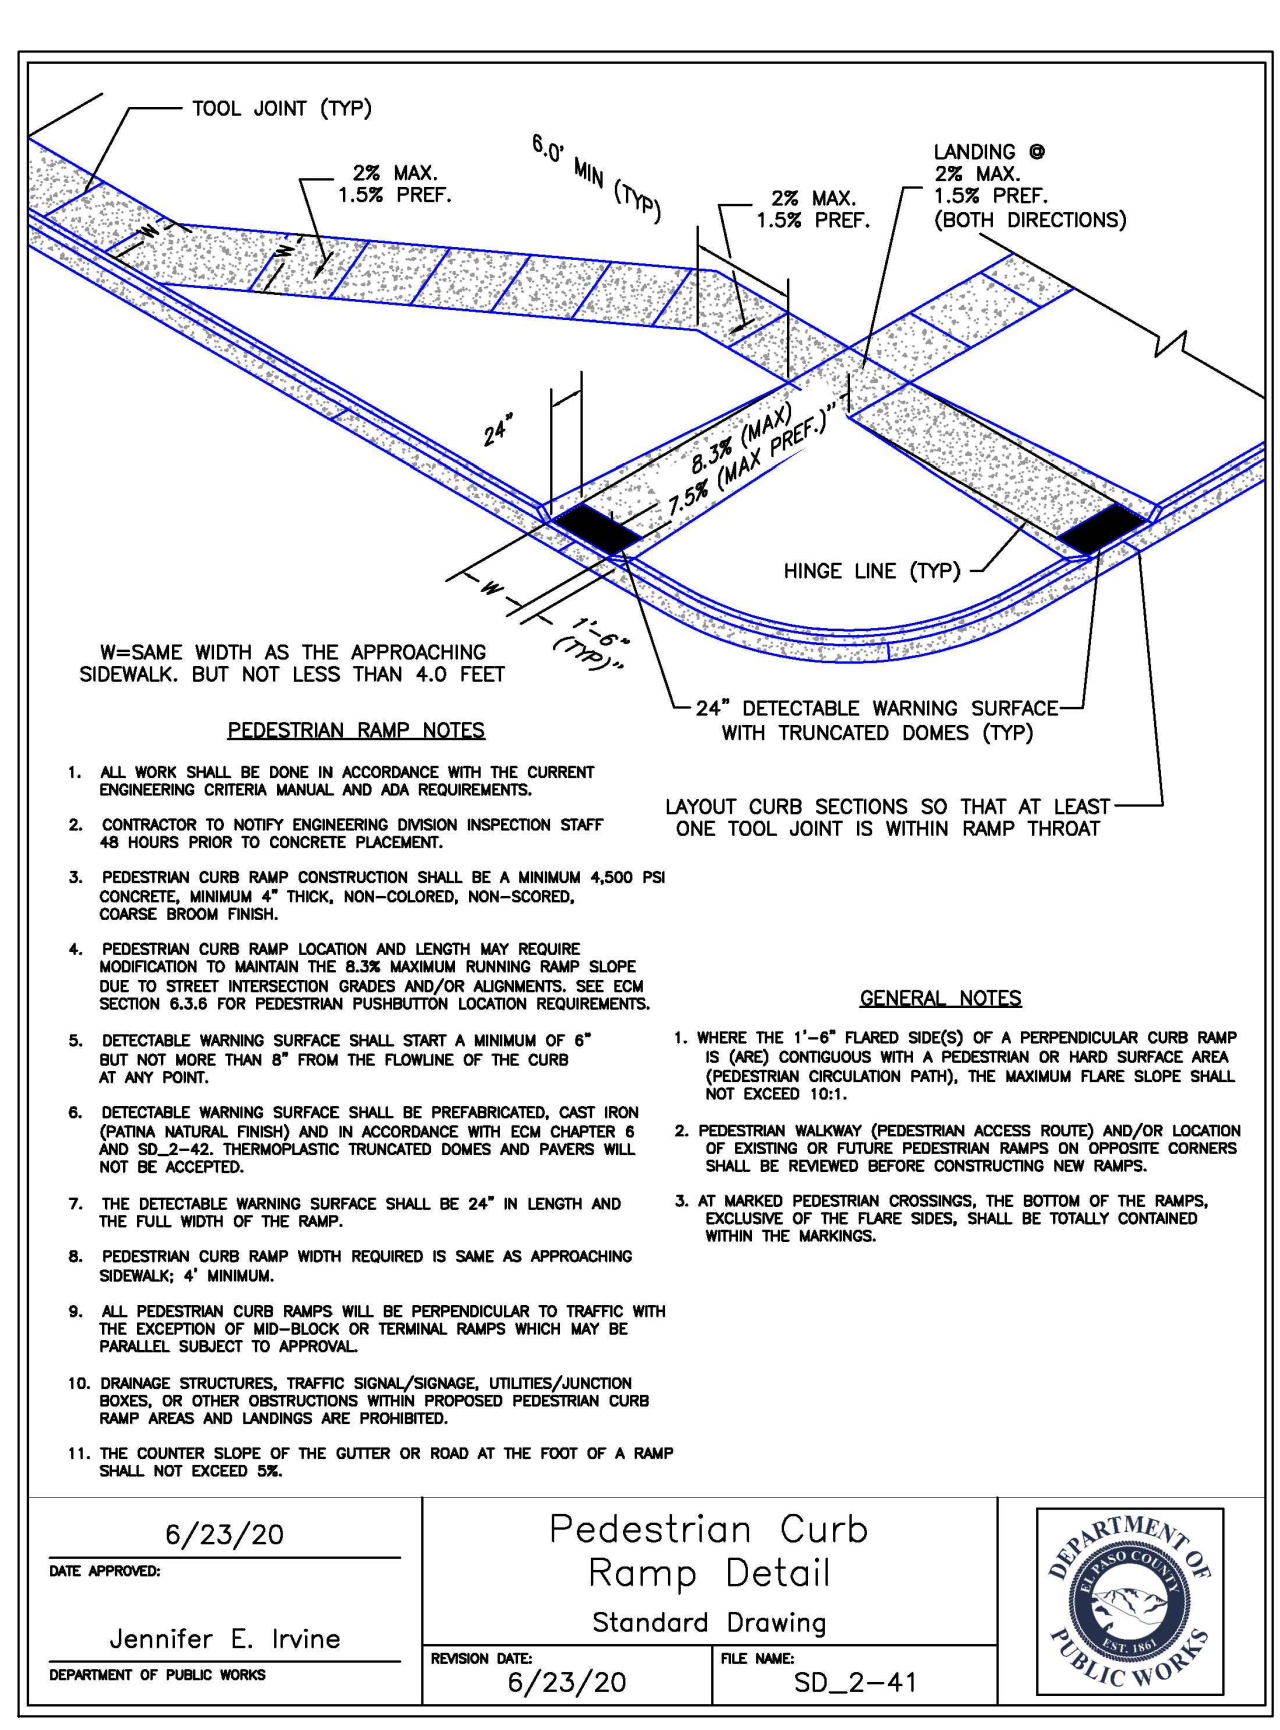 TOOL JOINT (TYP)
2% MAX.
1.5% PREF.
6.0' MIN (TYP)
2% MAX.
1.5% PREF.
LANDING @
2% MAX.
1.5% PREF.
(BOTH DIRECTIONS)
W
W
24"
8.3% (MAX)
7.5% (MAX PREF.)"
HINGE LINE (TYP)
W
1'-6"
(TYP)"
W=SAME WIDTH AS THE APPROACHING
SIDEWALK. BUT NOT LESS THAN 4.0 FEET
24" DETECTABLE WARNING SURFACE
WITH TRUNCATED DOMES (TYP)
LAYOUT CURB SECTIONS SO THAT AT LEAST
ONE TOOL JOINT IS WITHIN RAMP THROAT
PEDESTRIAN RAMP NOTES
1. ALL WORK SHALL BE DONE IN ACCORDANCE WITH THE CURRENT
ENGINEERING CRITERIA MANUAL AND ADA REQUIREMENTS.
2. CONTRACTOR TO NOTIFY ENGINEERING DIVISION INSPECTION STAFF
48 HOURS PRIOR TO CONCRETE PLACEMENT.
3. PEDESTRIAN CURB RAMP CONSTRUCTION SHALL BE A MINIMUM 4,500 PSI
CONCRETE, MINIMUM 4" THICK, NON-COLORED, NON-SCORED,
COARSE BROOM FINISH.
4. PEDESTRIAN CURB RAMP LOCATION AND LENGTH MAY REQUIRE
MODIFICATION TO MAINTAIN THE 8.3% MAXIMUM RUNNING RAMP SLOPE
DUE TO STREET INTERSECTION GRADES AND/OR ALIGNMENTS. SEE ECM
SECTION 6.3.6 FOR PEDESTRIAN PUSHBUTTON LOCATION REQUIREMENTS.
5. DETECTABLE WARNING SURFACE SHALL START A MINIMUM OF 6"
BUT NOT MORE THAN 8" FROM THE FLOWLINE OF THE CURB
AT ANY POINT.
6. DETECTABLE WARNING SURFACE SHALL BE PREFABRICATED, CAST IRON
(PATINA NATURAL FINISH) AND IN ACCORDANCE WITH ECM CHAPTER 6
AND SD_2-42. THERMOPLASTIC TRUNCATED DOMES AND PAVERS WILL
NOT BE ACCEPTED.
7. THE DETECTABLE WARNING SURFACE SHALL BE 24" IN LENGTH AND
THE FULL WIDTH OF THE RAMP.
8. PEDESTRIAN CURB RAMP WIDTH REQUIRED IS SAME AS APPROACHING
SIDEWALK; 4' MINIMUM.
9. ALL PEDESTRIAN CURB RAMPS WILL BE PERPENDICULAR TO TRAFFIC WITH
THE EXCEPTION OF MID-BLOCK OR TERMINAL RAMPS WHICH MAY BE
PARALLEL SUBJECT TO APPROVAL.
10. DRAINAGE STRUCTURES, TRAFFIC SIGNAL/SIGNAGE, UTILITIES/JUNCTION
BOXES, OR OTHER OBSTRUCTIONS WITHIN PROPOSED PEDESTRIAN CURB
RAMP AREAS AND LANDINGS ARE PROHIBITED.
11. THE COUNTER SLOPE OF THE GUTTER OR ROAD AT THE FOOT OF A RAMP
SHALL NOT EXCEED 5%.
GENERAL NOTES
1. WHERE THE 1'-6" FLARED SIDE(S) OF A PERPENDICULAR CURB RAMP
IS (ARE) CONTIGUOUS WITH A PEDESTRIAN OR HARD SURFACE AREA
(PEDESTRIAN CIRCULATION PATH), THE MAXIMUM FLARE SLOPE SHALL
NOT EXCEED 10:1.
2. PEDESTRIAN WALKWAY (PEDESTRIAN ACCESS ROUTE) AND/OR LOCATION
OF EXISTING OR FUTURE PEDESTRIAN RAMPS ON OPPOSITE CORNERS
SHALL BE REVIEWED BEFORE CONSTRUCTING NEW RAMPS.
3. AT MARKED PEDESTRIAN CROSSINGS, THE BOTTOM OF THE RAMPS,
EXCLUSIVE OF THE FLARE SIDES, SHALL BE TOTALLY CONTAINED
WITHIN THE MARKINGS.
6/23/20
DATE APPROVED:
Jennifer E. Irvine
DEPARTMENT OF PUBLIC WORKS
Pedestrian Curb
Ramp Detail
Standard Drawing
REVISION DATE:
6/23/20
FILE NAME:
SD_2-41
DEPARTMENT OF
PUBLIC WORKS
EL PASO COUNTY
EST. 1861